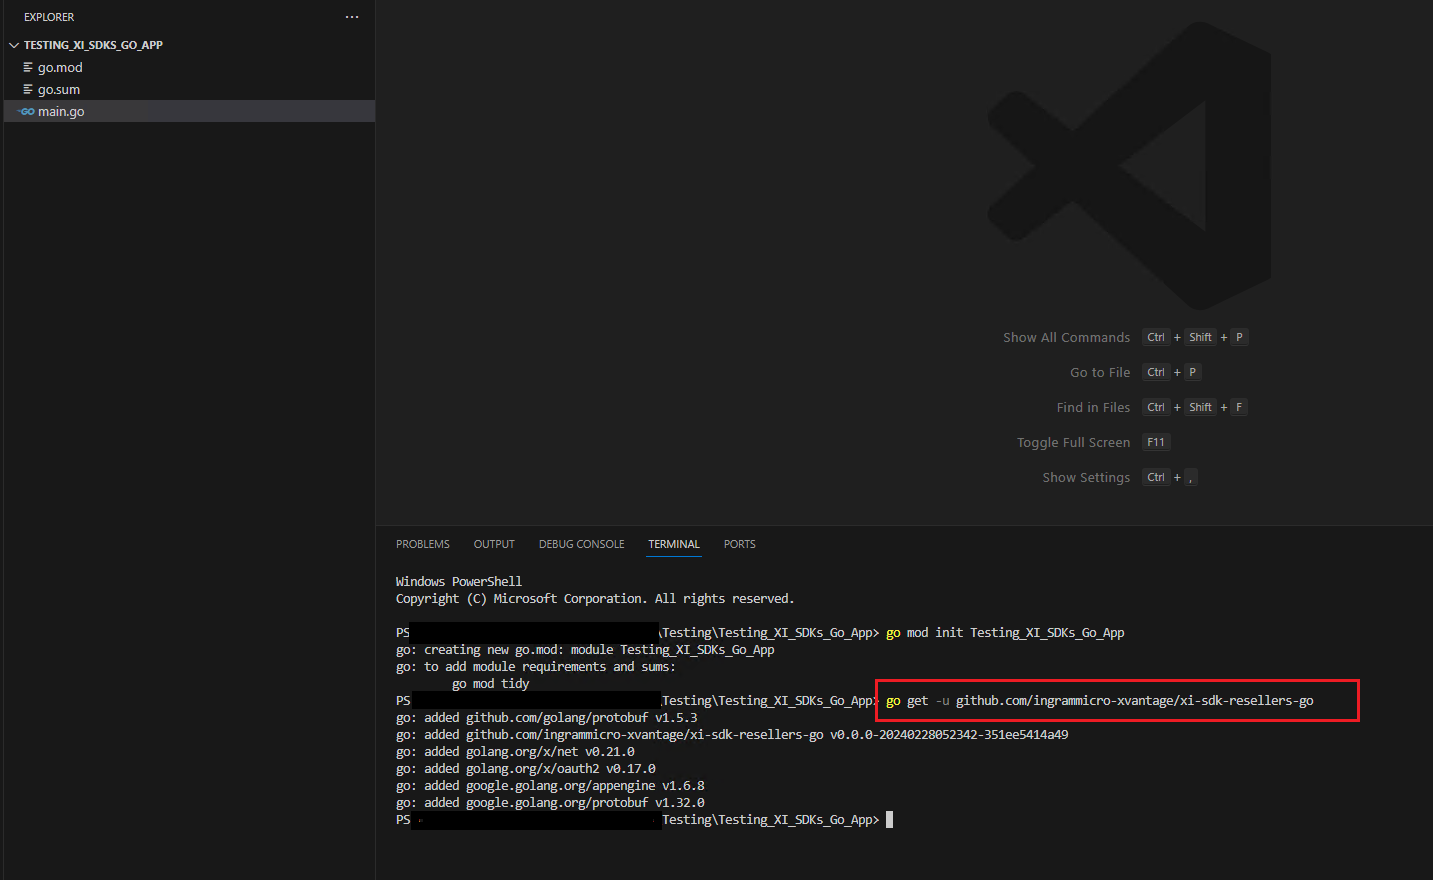 EXPLORER
TESTING_XI_SDKS_GO_APP
go.mod
go.sum
GO main.go
Show All Commands Ctrl + Shift + P
Go to File Ctrl + P
Find in Files Ctrl + Shift + F
Toggle Full Screen F11
Show Settings Ctrl + ,
PROBLEMS OUTPUT DEBUG CONSOLE TERMINAL PORTS
Windows PowerShell
Copyright (C) Microsoft Corporation. All rights reserved.
PS \Testing\Testing_XI_SDKs_Go_App> go mod init Testing_XI_SDKs_Go_App
go: creating new go.mod: module Testing_XI_SDKs_Go_App
go: to add module requirements and sums:
go mod tidy
PS Testing\Testing_XI_SDKs_Go_App> go get -u github.com/ingrammicro-xvantage/xi-sdk-resellers-go
go: added github.com/golang/protobuf v1.5.3
go: added github.com/ingrammicro-xvantage/xi-sdk-resellers-go v0.0.0-20240228052342-351ee5414a49
go: added golang.org/x/net v0.21.0
go: added golang.org/x/oauth2 v0.17.0
go: added google.golang.org/appengine v1.6.8
go: added google.golang.org/protobuf v1.32.0
PS Testing\Testing_XI_SDKs_Go_App>